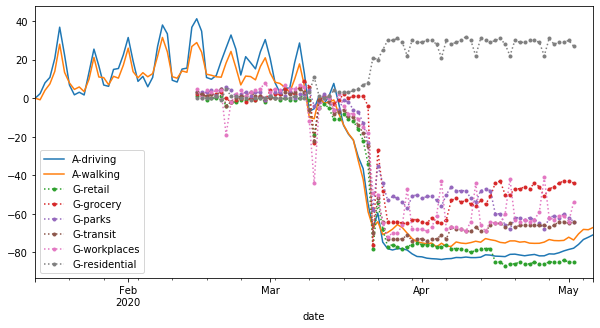 40
20
0
−20
−40
−60
−80
A-driving
A-walking
G-retail
G-grocery
G-parks
G-transit
G-workplaces
G-residential
Feb
2020
Mar
Apr
May
date